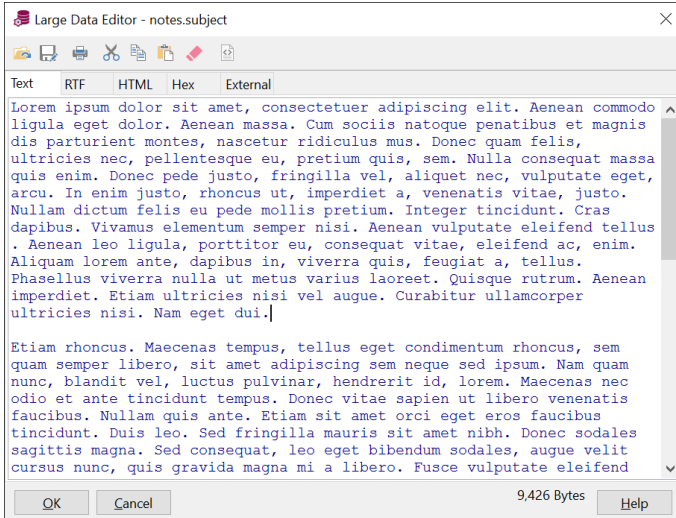 Large Data Editor - notes.subject
Text RTF HTML Hex External
Lorem ipsum dolor sit amet, consectetuer adipiscing elit. Aenean commodo
ligula eget dolor. Aenean massa. Cum sociis natoque penatibus et magnis
dis parturient montes, nascetur ridiculus mus. Donec quam felis,
ultricies nec, pellentesque eu, pretium quis, sem. Nulla consequat massa
quis enim. Donec pede justo, fringilla vel, aliquet nec, vulputate eget,
arcu. In enim justo, rhoncus ut, imperdiet a, venenatis vitae, justo.
Nullam dictum felis eu pede mollis pretium. Integer tincidunt. Cras
dapibus. Vivamus elementum semper nisi. Aenean vulputate eleifend tellus
. Aenean leo ligula, porttitor eu, consequat vitae, eleifend ac, enim.
Aliquam lorem ante, dapibus in, viverra quis, feugiat a, tellus.
Phasellus viverra nulla ut metus varius laoreet. Quisque rutrum. Aenean
imperdiet. Etiam ultricies nisi vel augue. Curabitur ullamcorper
ultricies nisi. Nam eget dui.
Etiam rhoncus. Maecenas tempus, tellus eget condimentum rhoncus, sem
quam semper libero, sit amet adipiscing sem neque sed ipsum. Nam quam
nunc, blandit vel, luctus pulvinar, hendrerit id, lorem. Maecenas nec
odio et ante tincidunt tempus. Donec vitae sapien ut libero venenatis
faucibus. Nullam quis ante. Etiam sit amet orci eget eros faucibus
tincidunt. Duis leo. Sed fringilla mauris sit amet nibh. Donec sodales
sagittis magna. Sed consequat, leo eget bibendum sodales, augue velit
cursus nunc, quis gravida magna mi a libero. Fusce vulputate eleifend
OK Cancel 9,426 Bytes Help